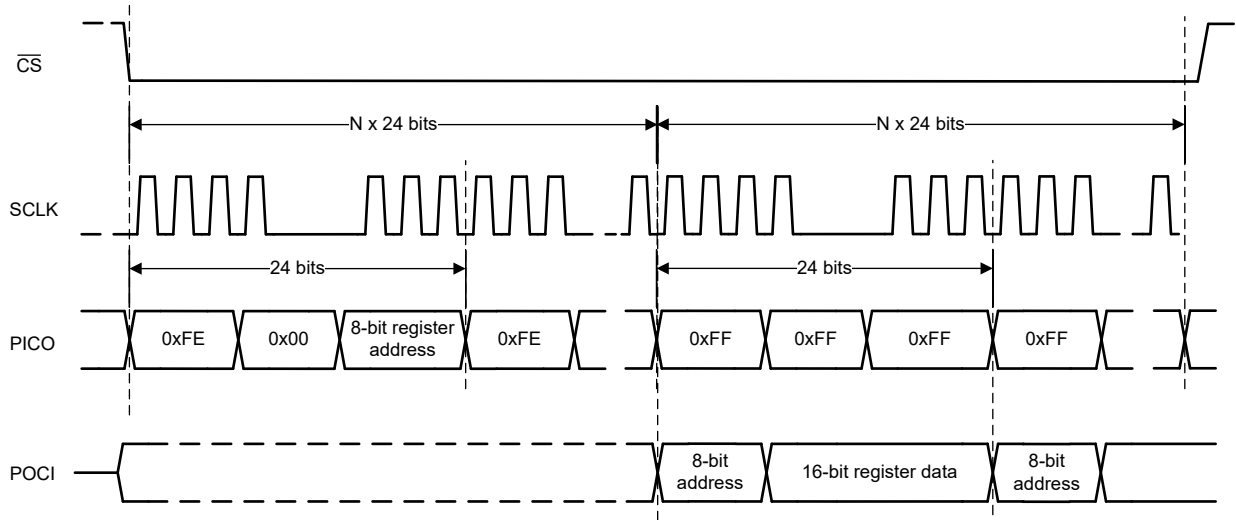 CS
N x 24 bits
N x 24 bits
SCLK
24 bits
24 bits
PICO
0xFE
0x00
8-bit register
address
0xFE
0xFF
0xFF
0xFF
0xFF
POCI
8-bit
address
16-bit register data
8-bit
address